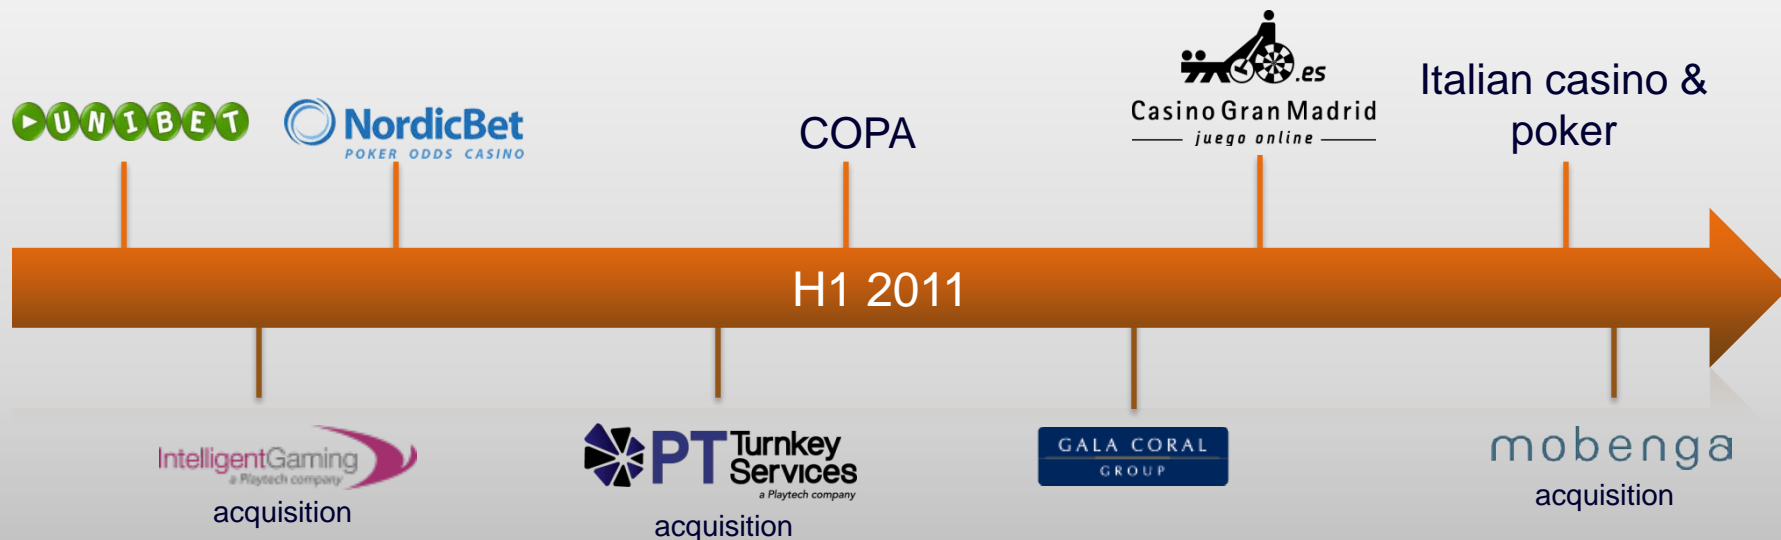 UNIBET
NordicBet
POKER ODDS CASINO
COPA
.es
Casino Gran Madrid
juego online
Italian casino &
poker
H1 2011
IntelligentGaming
a Playtech company
acquisition
PT Turnkey
Services
a Playtech company
acquisition
GALA CORAL
GROUP
mobenga
acquisition